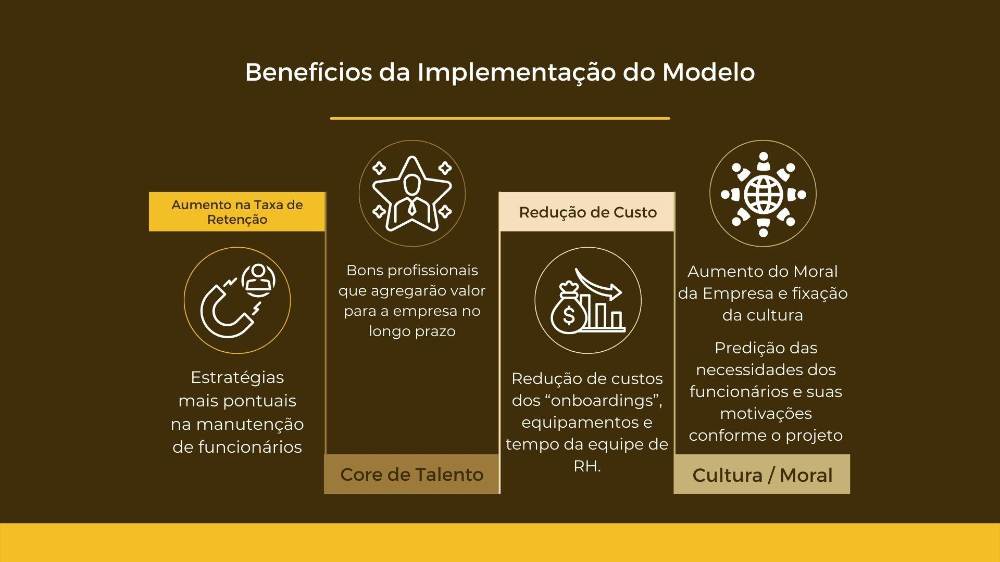 Benefícios da Implementação do Modelo
Aumento na Taxa de
Retenção
Estratégias
mais pontuais
na manutenção
de funcionários
Bons profissionais
que agregarão valor
para a empresa no
longo prazo
Core de Talento
Redução de Custo
$
Redução de custos
dos “onboardings”,
equipamentos e
tempo da equipe de
RH.
Aumento do Moral
da Empresa e fixação
da cultura
Predição das
necessidades dos
funcionários e suas
motivações
conforme o projeto
Cultura / Moral